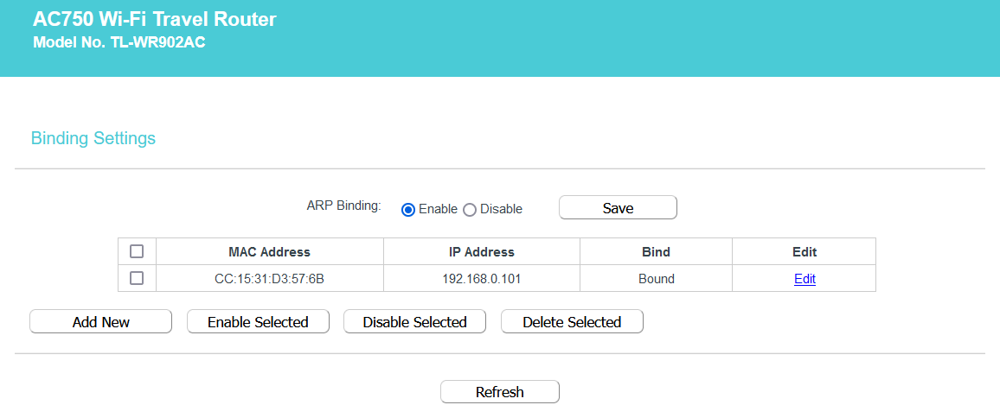 AC750 Wi-Fi Travel Router
Model No. TL-WR902AC
Binding Settings
ARP Binding: Enable Disable Save
MAC Address IP Address Bind Edit
CC:15:31:D3:57:6B 192.168.0.101 Bound Edit
Add New Enable Selected Disable Selected Delete Selected
Refresh